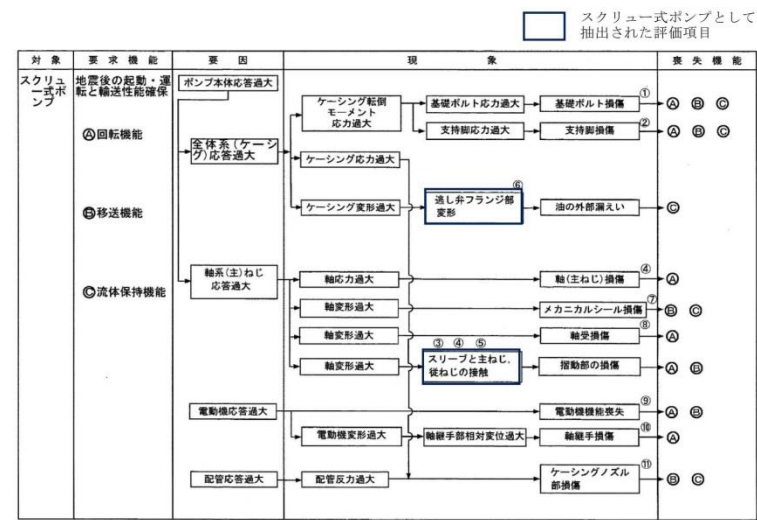 スクリュー式ポンプとして
抽出された評価項目
対 象
要 求 機 能
要 因
現 象
喪 失 機 能
スクリュ
ー式ポ
ンプ
地震後の起動・運
転と輸送性能確保
Ⓐ回転機能
Ⓑ移送機能
Ⓒ流体保持機能
ポンプ本体応答過大
全体系(ケーシ
ング)応答過大
ケーシング転倒
モーメント
応力過大
基礎ボルト応力過大
①
基礎ボルト損傷
Ⓐ Ⓑ Ⓒ
支持脚応力過大
②
支持脚損傷
Ⓐ Ⓑ Ⓒ
ケーシング応力過大
ケーシング変形過大
⑥
逃し弁フランジ部
変形
油の外部漏えい
Ⓒ
軸系(主)ねじ
応答過大
軸応力過大
④
軸(主ねじ)損傷
Ⓐ
軸変形過大
⑦
メカニカルシール損傷
Ⓑ Ⓒ
軸変形過大
⑧
軸受損傷
Ⓐ
軸変形過大
③ ④ ⑤
スリーブと主ねじ,
従ねじの接触
摺動部の損傷
Ⓐ Ⓑ
電動機応答過大
⑨
電動機機能喪失
Ⓐ Ⓑ
電動機変形過大
軸継手部相対変位過大
⑩
軸継手損傷
Ⓐ
配管応答過大
配管反力過大
⑪
ケーシングノズル
部損傷
Ⓑ Ⓒ